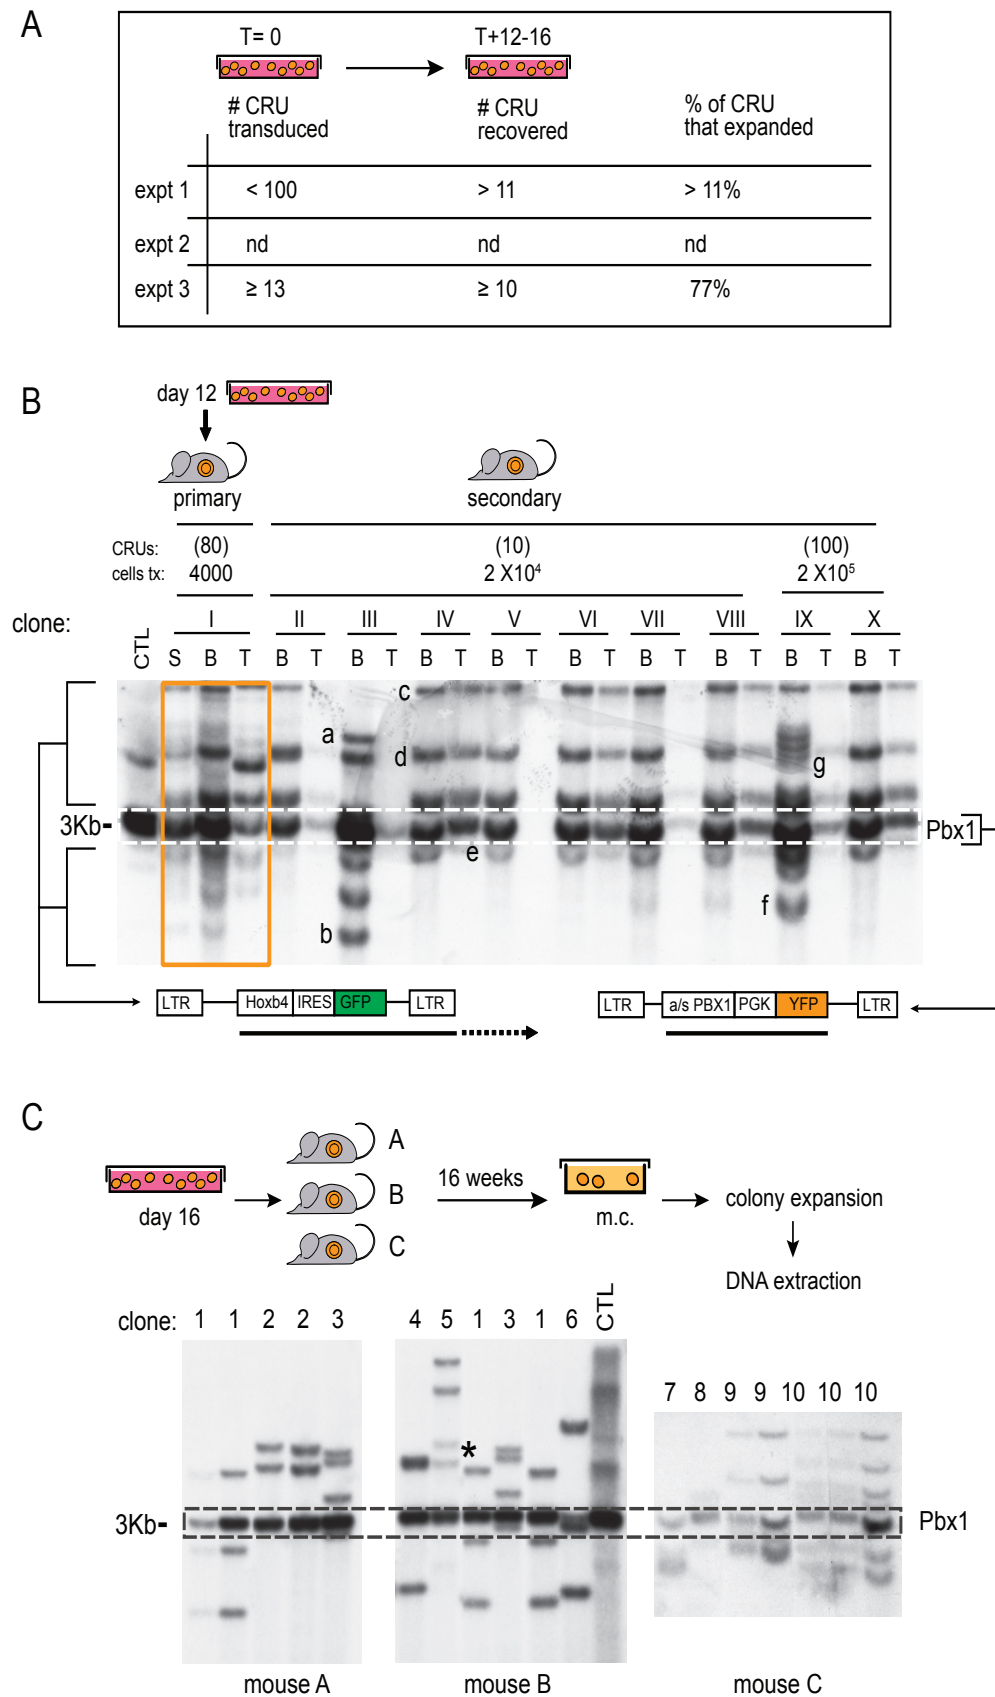 A
T= 0 T+12-16
# CRU transduced # CRU recovered % of CRU that expanded
expt 1 < 100 > 11 > 11%
expt 2 nd nd nd
expt 3 ≥ 13 ≥ 10 77%
B
day 12
primary secondary
CRUs: (80) (10) (100)
cells tx: 4000 2 X10⁴ 2 X10⁵
clone: I II III IV V VI VII VIII IX X
CTL S B T B T B T B T B T B T B T B T B T B T
c
a
d
g
3Kb- Pbx1
e
f
b
LTR Hoxb4 IRES GFP LTR LTR a/s PBX1 PGK YFP LTR
C
A
16 weeks
B
day 16 m.c. colony expansion
C
DNA extraction
clone: 1 1 2 2 3 4 5 1 3 1 6 CTL
7 8 9 9 10 10 10
*
3Kb- Pbx1
mouse A mouse B mouse C